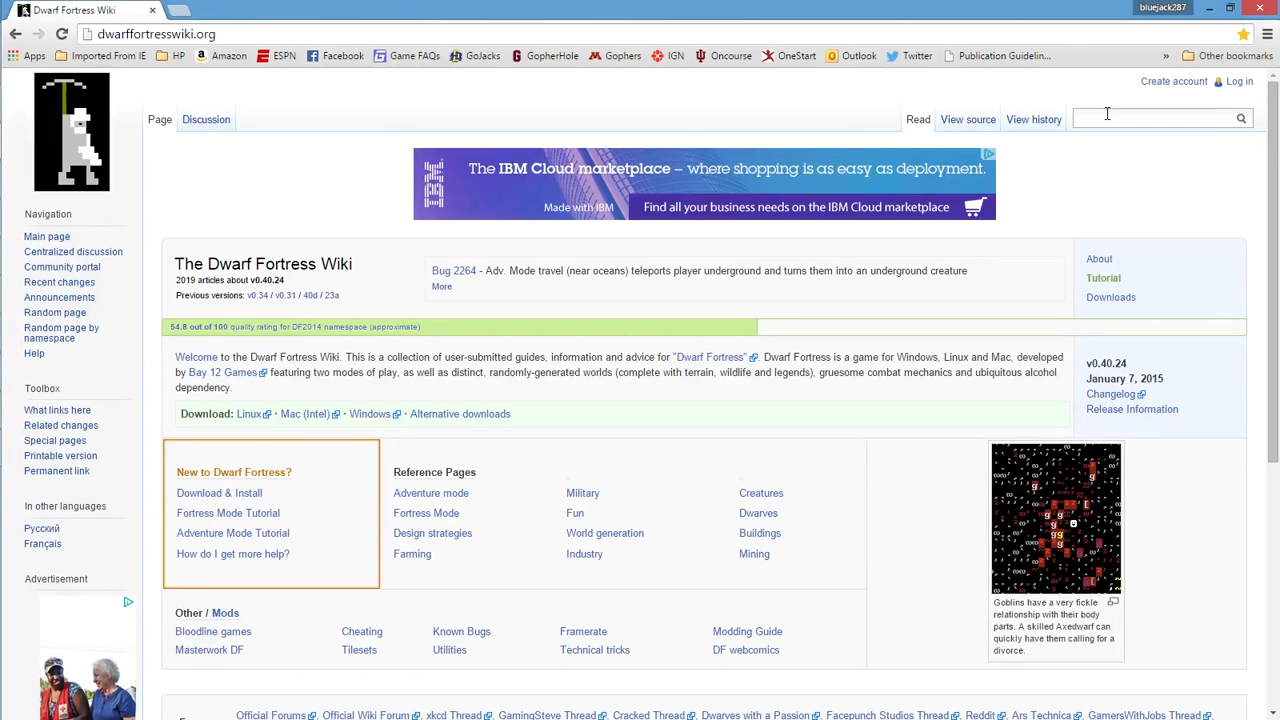 Dwarf Fortress Wiki
bluejack287
dwarffortresswiki.org
Apps Imported From IE HP Amazon ESPN Facebook Game FAQs GoJacks GopherHole Gophers IGN Oncourse OneStart Outlook Twitter Publication Guidelin... » Other bookmarks
Create account Log in
Page Discussion Read View source View history
The IBM Cloud marketplace – where shopping is as easy as deployment.
Made with IBM Find all your business needs on the IBM Cloud marketplace
Navigation
Main page
Centralized discussion
Community portal
Recent changes
Announcements
Random page
Random page by
namespace
Help
Toolbox
What links here
Related changes
Special pages
Printable version
Permanent link
In other languages
Русский
Français
Advertisement
The Dwarf Fortress Wiki
2019 articles about v0.40.24
Previous versions: v0.34 / v0.31 / 40d / 23a
Bug 2264 - Adv. Mode travel (near oceans) teleports player underground and turns them into an underground creature
More
About
Tutorial
Downloads
54.8 out of 100 quality rating for DF2014 namespace (approximate)
Welcome to the Dwarf Fortress Wiki. This is a collection of user-submitted guides, information and advice for "Dwarf Fortress". Dwarf Fortress is a game for Windows, Linux and Mac, developed
by Bay 12 Games featuring two modes of play, as well as distinct, randomly-generated worlds (complete with terrain, wildlife and legends), gruesome combat mechanics and ubiquitous alcohol
dependency.
Download: Linux · Mac (Intel) · Windows · Alternative downloads
v0.40.24
January 7, 2015
Changelog
Release Information
New to Dwarf Fortress?
Download & Install
Fortress Mode Tutorial
Adventure Mode Tutorial
How do I get more help?
Reference Pages
Adventure mode Military Creatures
Fortress Mode Fun Dwarves
Design strategies World generation Buildings
Farming Industry Mining
Other / Mods
Bloodline games Cheating Known Bugs Framerate Modding Guide
Masterwork DF Tilesets Utilities Technical tricks DF webcomics
Goblins have a very fickle
relationship with their body
parts. A skilled Axedwarf can
quickly have them calling for a
divorce.
Official Forums, Official Wiki Forum, xkcd Thread, GamingSteve Thread, Cracked Thread, Dwarves with a Passion, Facepunch Studios Thread, Reddit, Ars Technica, GamersWithJobs Thread,